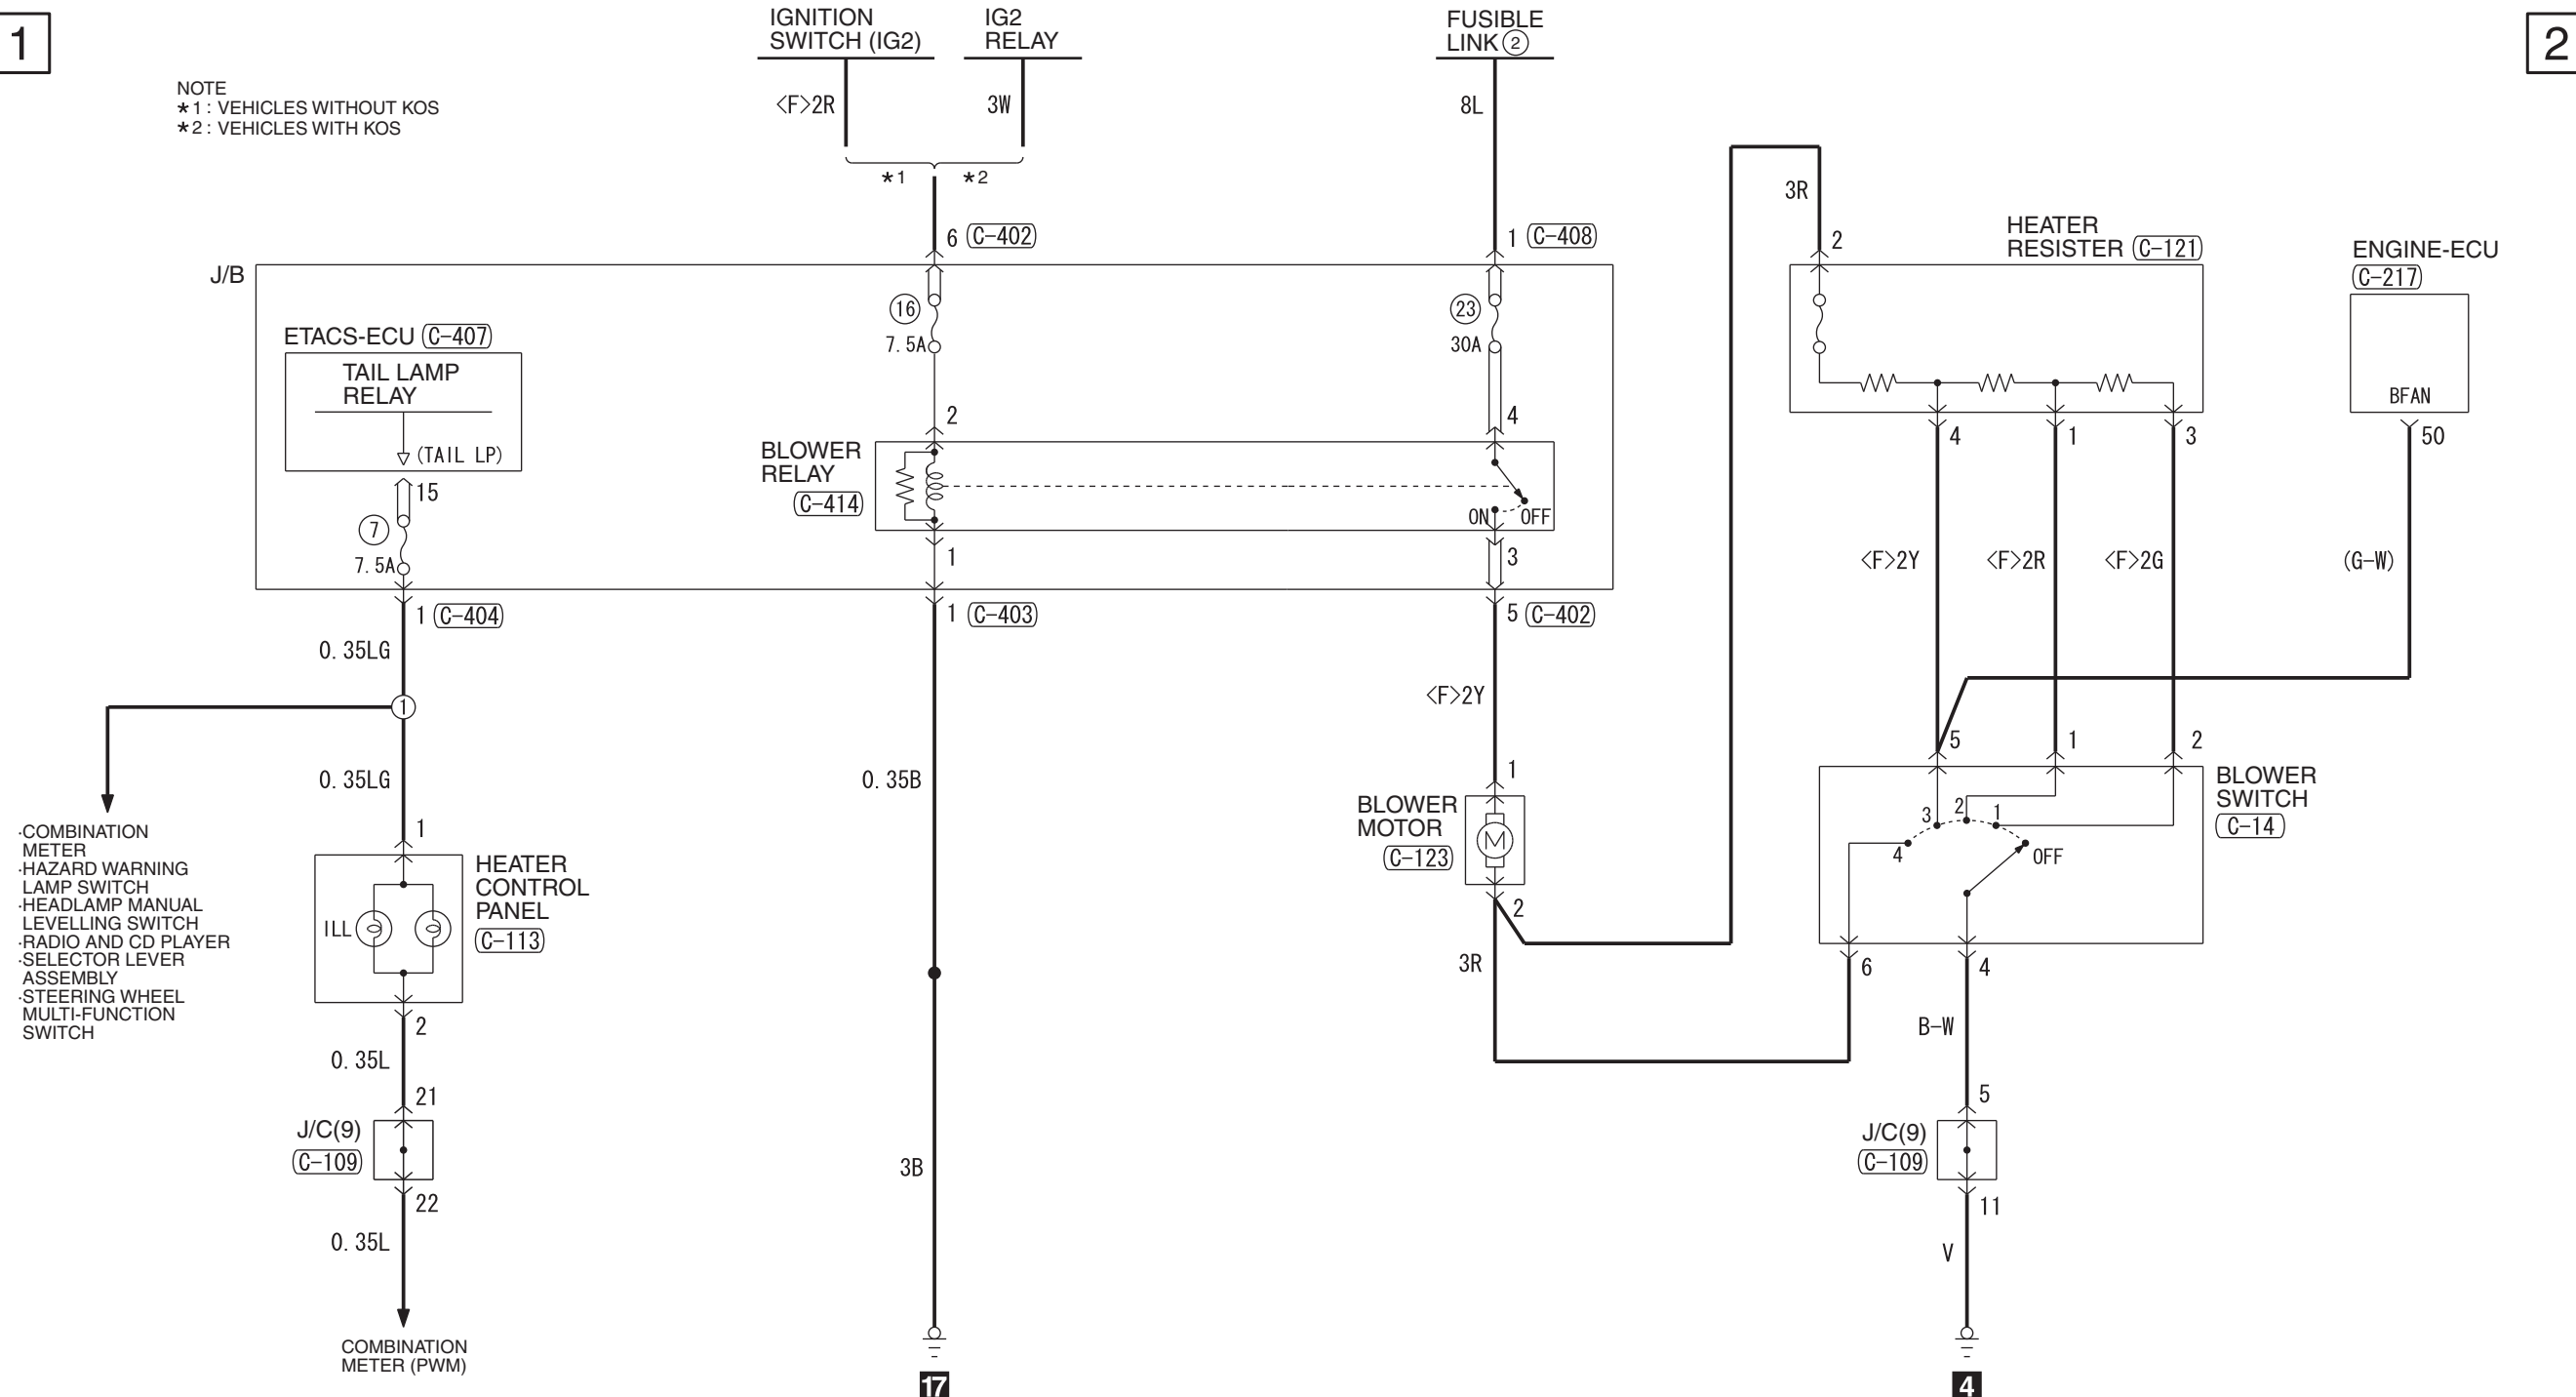 1
2
NOTE
*1 : VEHICLES WITHOUT KOS
*2 : VEHICLES WITH KOS
IGNITION
SWITCH (IG2)
IG2
RELAY
FUSIBLE
LINK ②
<F>2R
3W
8L
*1
*2
6 C-402
1 C-408
3R
2
HEATER
RESISTER C-121
ENGINE-ECU
C-217
J/B
16
7.5A
23
30A
ETACS-ECU C-407
TAIL LAMP
RELAY
(TAIL LP)
15
7
7.5A
2
4
BLOWER
RELAY
C-414
ON
OFF
1
3
BFAN
4
1
3
50
<F>2Y
<F>2R
<F>2G
(G-W)
1 C-404
1 C-403
5 C-402
0.35LG
1
<F>2Y
0.35LG
0.35B
·COMBINATION
METER
·HAZARD WARNING
LAMP SWITCH
·HEADLAMP MANUAL
LEVELLING SWITCH
·RADIO AND CD PLAYER
·SELECTOR LEVER
ASSEMBLY
·STEERING WHEEL
MULTI-FUNCTION
SWITCH
1
ILL
HEATER
CONTROL
PANEL
C-113
2
0.35L
21
J/C(9)
C-109
22
0.35L
COMBINATION
METER (PWM)
3B
17
1
BLOWER
MOTOR
C-123
M
2
3R
5
1
2
BLOWER
SWITCH
C-14
3
2
1
4
OFF
6
4
B-W
5
J/C(9)
C-109
11
V
4